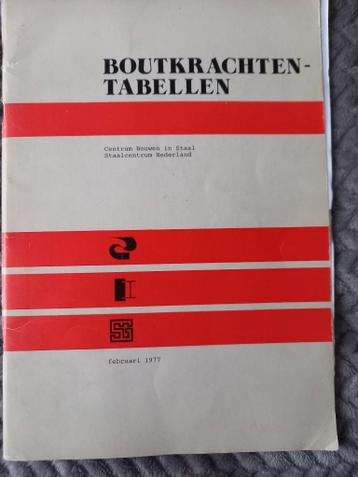 BOUTKRACHTEN-
TABELLEN
Centrum Bouwen in Staal
Staalcentrum Nederland
februari 1977